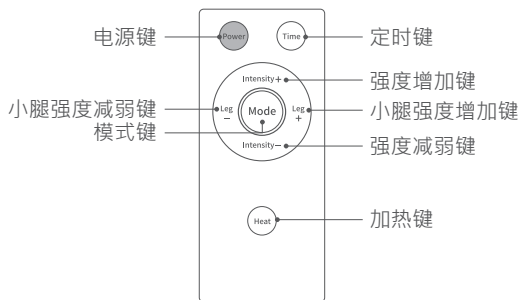 电源键
Power
Time
定时键
Intensity+
强度增加键
小腿强度减弱键
Leg
−
Mode
Leg
+
小腿强度增加键
模式键
Intensity−
强度减弱键
Heat
加热键